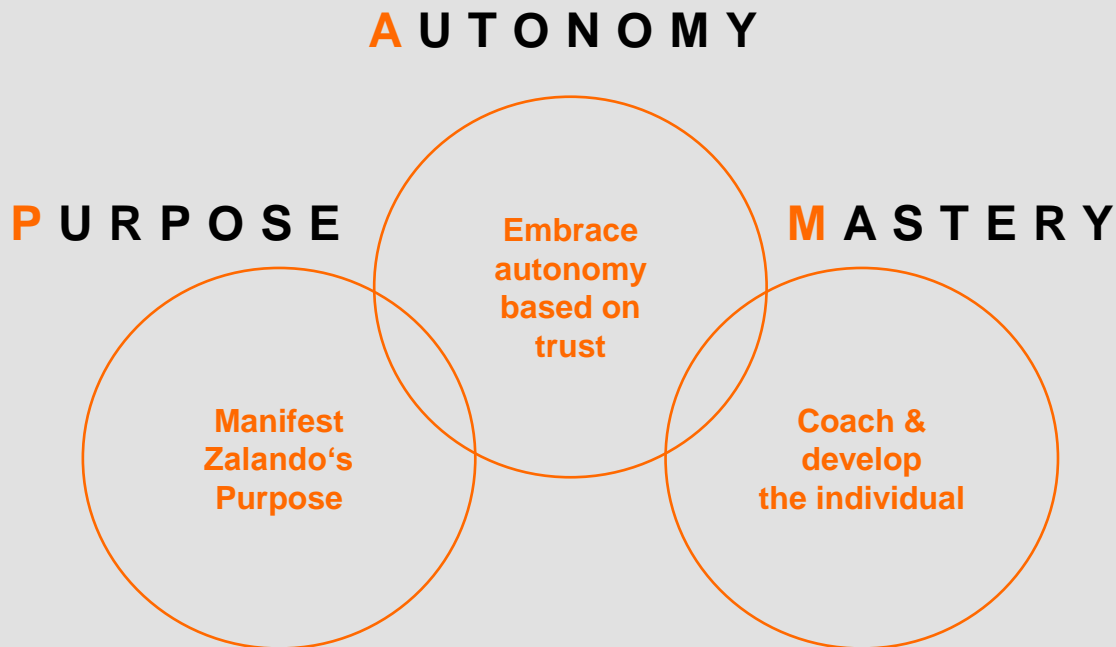 AUTONOMY
PURPOSE
MASTERY
Embrace
autonomy
based on
trust
Manifest
Zalando‘s
Purpose
Coach &
develop
the individual